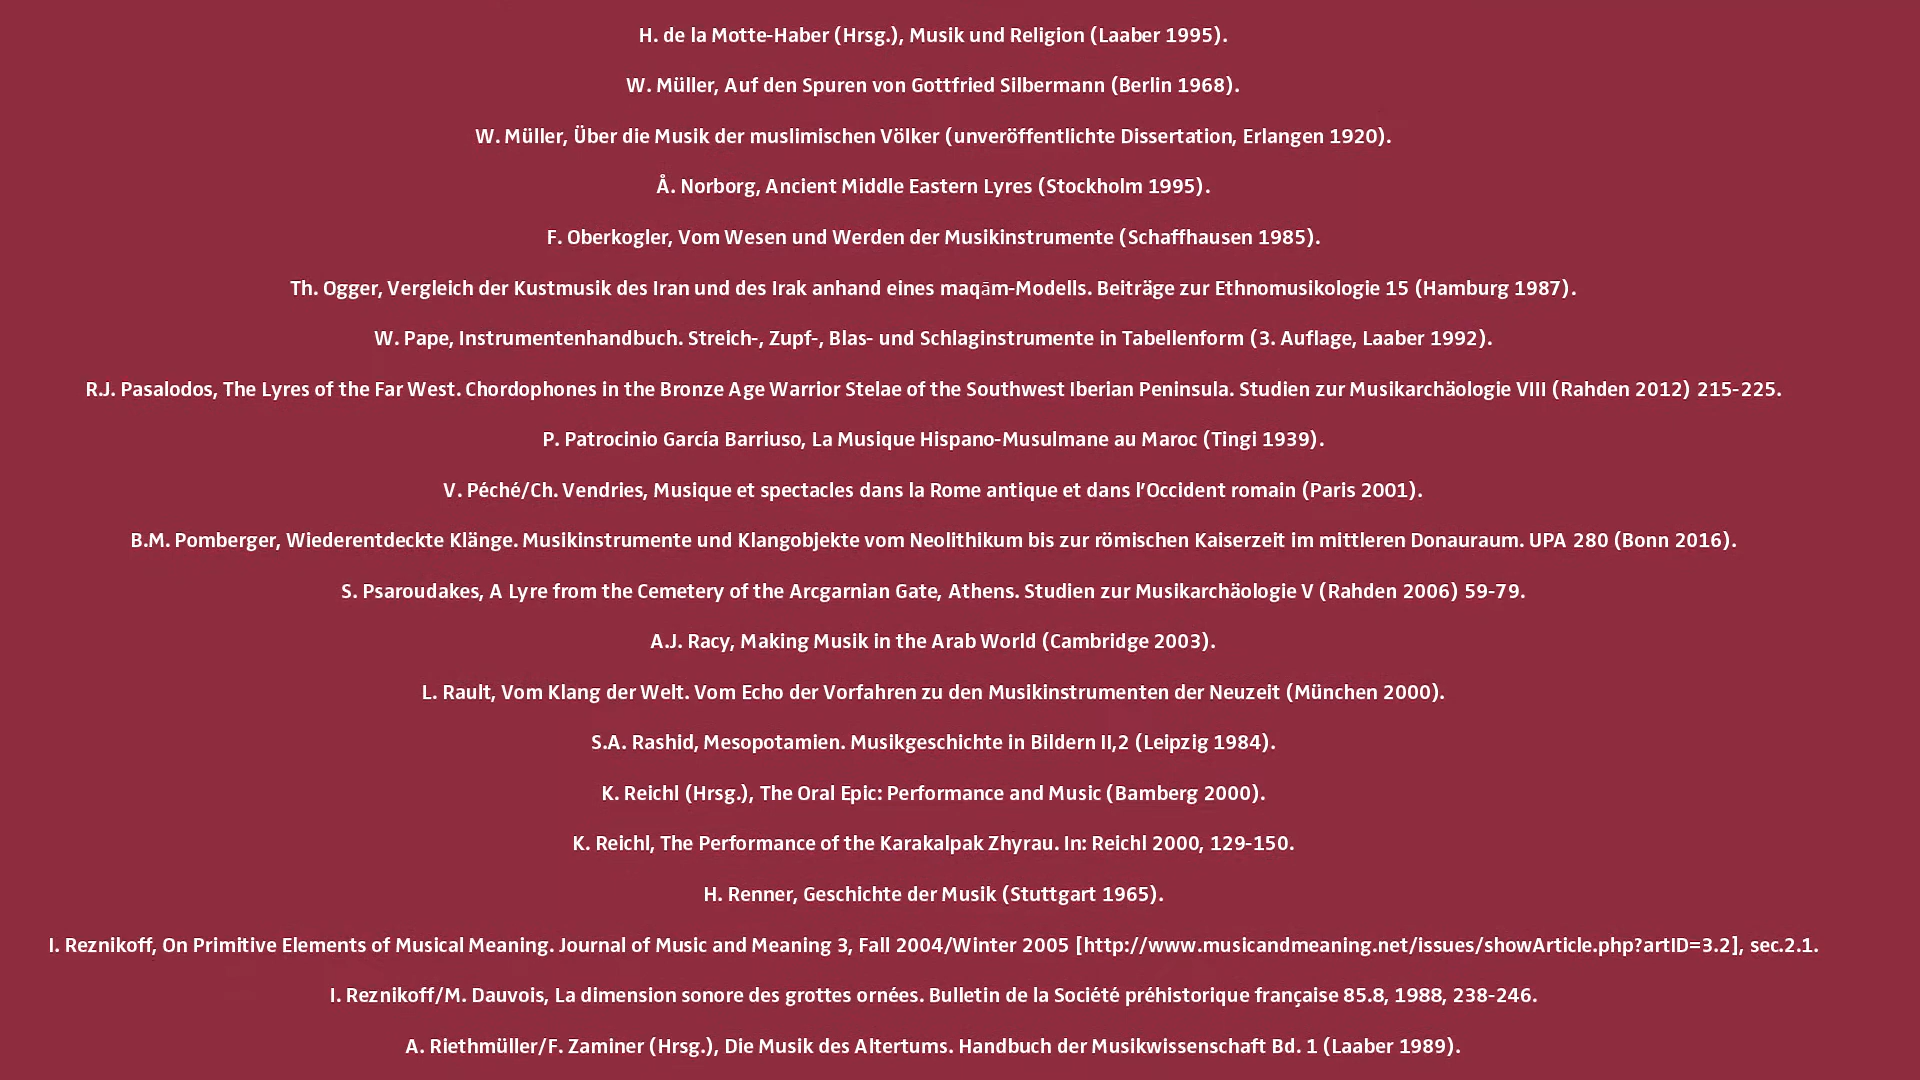 H. de la Motte-Haber (Hrsg.), Musik und Religion (Laaber 1995).
W. Müller, Auf den Spuren von Gottfried Silbermann (Berlin 1968).
W. Müller, Über die Musik der muslimischen Völker (unveröffentlichte Dissertation, Erlangen 1920).
Å. Norborg, Ancient Middle Eastern Lyres (Stockholm 1995).
F. Oberkogler, Vom Wesen und Werden der Musikinstrumente (Schaffhausen 1985).
Th. Ogger, Vergleich der Kustmusik des Iran und des Irak anhand eines maqām-Modells. Beiträge zur Ethnomusikologie 15 (Hamburg 1987).
W. Pape, Instrumentenhandbuch. Streich-, Zupf-, Blas- und Schlaginstrumente in Tabellenform (3. Auflage, Laaber 1992).
R.J. Pasalodos, The Lyres of the Far West. Chordophones in the Bronze Age Warrior Stelae of the Southwest Iberian Peninsula. Studien zur Musikarchäologie VIII (Rahden 2012) 215-225.
P. Patrocinio García Barriuso, La Musique Hispano-Musulmane au Maroc (Tingi 1939).
V. Péché/Ch. Vendries, Musique et spectacles dans la Rome antique et dans l’Occident romain (Paris 2001).
B.M. Pomberger, Wiederentdeckte Klänge. Musikinstrumente und Klangobjekte vom Neolithikum bis zur römischen Kaiserzeit im mittleren Donauraum. UPA 280 (Bonn 2016).
S. Psaroudakes, A Lyre from the Cemetery of the Arcgarnian Gate, Athens. Studien zur Musikarchäologie V (Rahden 2006) 59-79.
A.J. Racy, Making Musik in the Arab World (Cambridge 2003).
L. Rault, Vom Klang der Welt. Vom Echo der Vorfahren zu den Musikinstrumenten der Neuzeit (München 2000).
S.A. Rashid, Mesopotamien. Musikgeschichte in Bildern II,2 (Leipzig 1984).
K. Reichl (Hrsg.), The Oral Epic: Performance and Music (Bamberg 2000).
K. Reichl, The Performance of the Karakalpak Zhyrau. In: Reichl 2000, 129-150.
H. Renner, Geschichte der Musik (Stuttgart 1965).
I. Reznikoff, On Primitive Elements of Musical Meaning. Journal of Music and Meaning 3, Fall 2004/Winter 2005 [http://www.musicandmeaning.net/issues/showArticle.php?artID=3.2], sec.2.1.
I. Reznikoff/M. Dauvois, La dimension sonore des grottes ornées. Bulletin de la Société préhistorique française 85.8, 1988, 238-246.
A. Riethmüller/F. Zaminer (Hrsg.), Die Musik des Altertums. Handbuch der Musikwissenschaft Bd. 1 (Laaber 1989).